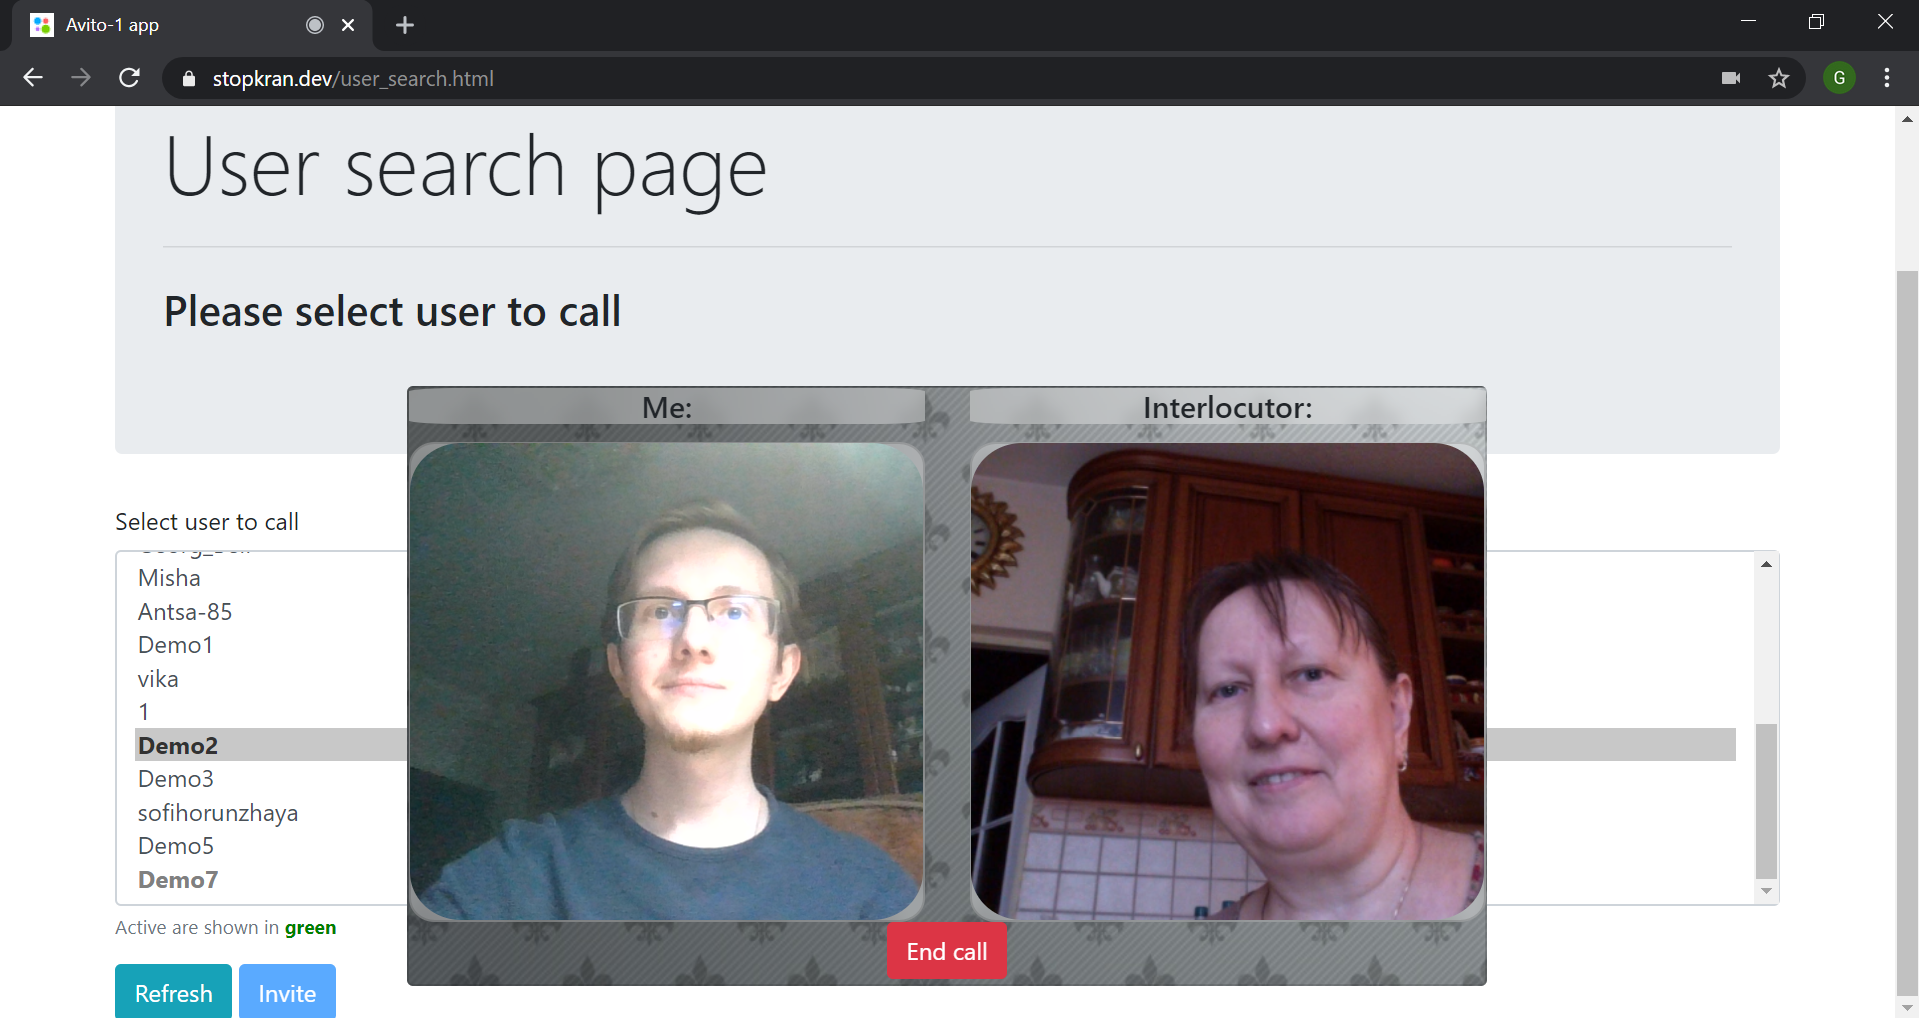 Avito-1 app
stopkran.dev/user_search.html
G
User search page
Please select user to call
Me:
Interlocutor:
Select user to call
Misha
Antsa-85
Demo1
vika
1
Demo2
Demo3
sofihorunzhaya
Demo5
Demo7
Active are shown in green
End call
Refresh
Invite